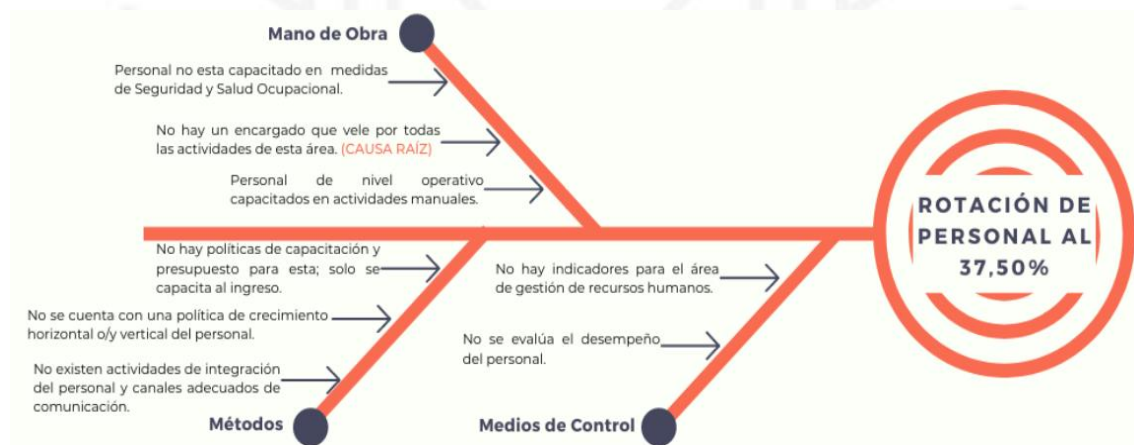 Mano de Obra
Personal no esta capacitado en medidas
de Seguridad y Salud Ocupacional.
No hay un encargado que vele por todas
las actividades de esta área. (CAUSA RAÍZ)
Personal de nivel operativo
capacitados en actividades manuales.
No hay políticas de capacitación y
presupuesto para esta; solo se
capacita al ingreso.
No se cuenta con una política de crecimiento
horizontal o/y vertical del personal.
No existen actividades de integración
del personal y canales adecuados de
comunicación.
Métodos
No hay indicadores para el área
de gestión de recursos humanos.
No se evalúa el desempeño
del personal.
Medios de Control
ROTACIÓN DE
PERSONAL AL
37,50%